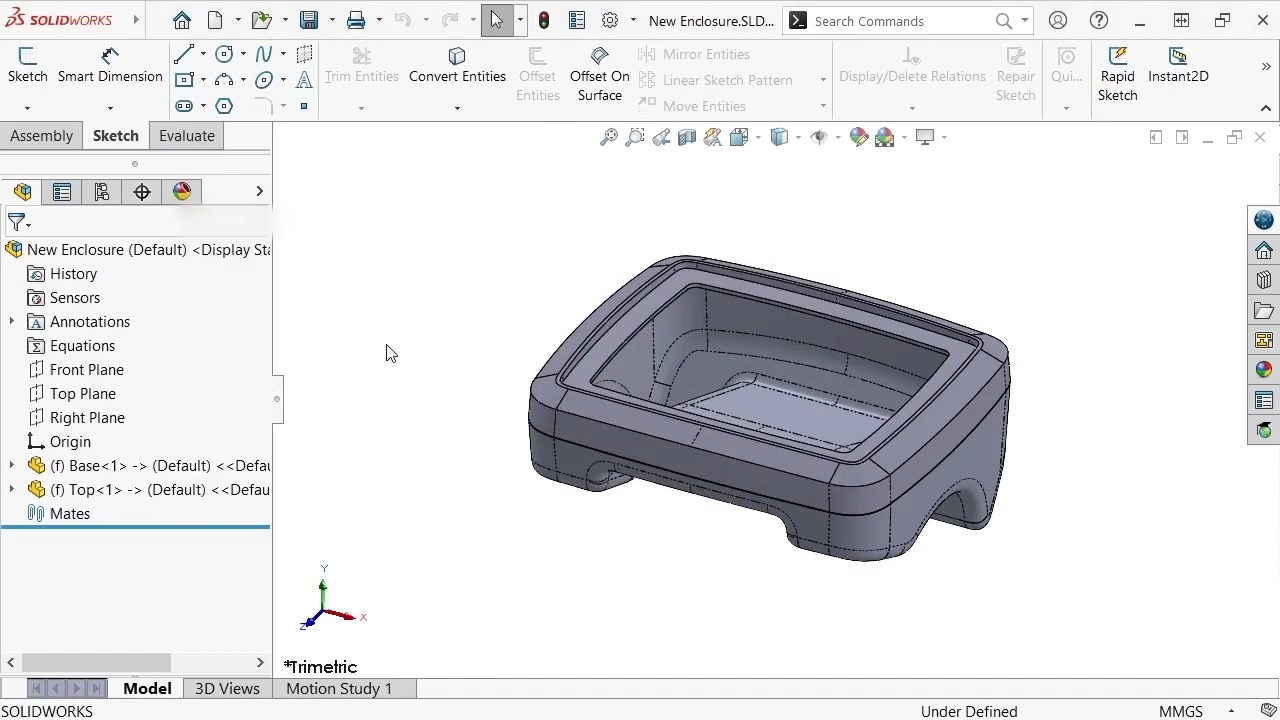 SOLIDWORKS
New Enclosure.SLD...
Search Commands
Sketch
Smart Dimension
Trim Entities
Convert Entities
Offset
Entities
Offset On
Surface
Mirror Entities
Linear Sketch Pattern
Move Entities
Display/Delete Relations
Repair
Sketch
Qui...
Rapid
Sketch
Instant2D
Assembly
Sketch
Evaluate
New Enclosure (Default) <Display Sta
History
Sensors
Annotations
Equations
Front Plane
Top Plane
Right Plane
Origin
(f) Base<1> -> (Default) <<Defau
(f) Top<1> -> (Default) <<Defau
Mates
Y
X
Z
*Trimetric
Model
3D Views
Motion Study 1
SOLIDWORKS
Under Defined
MMGS